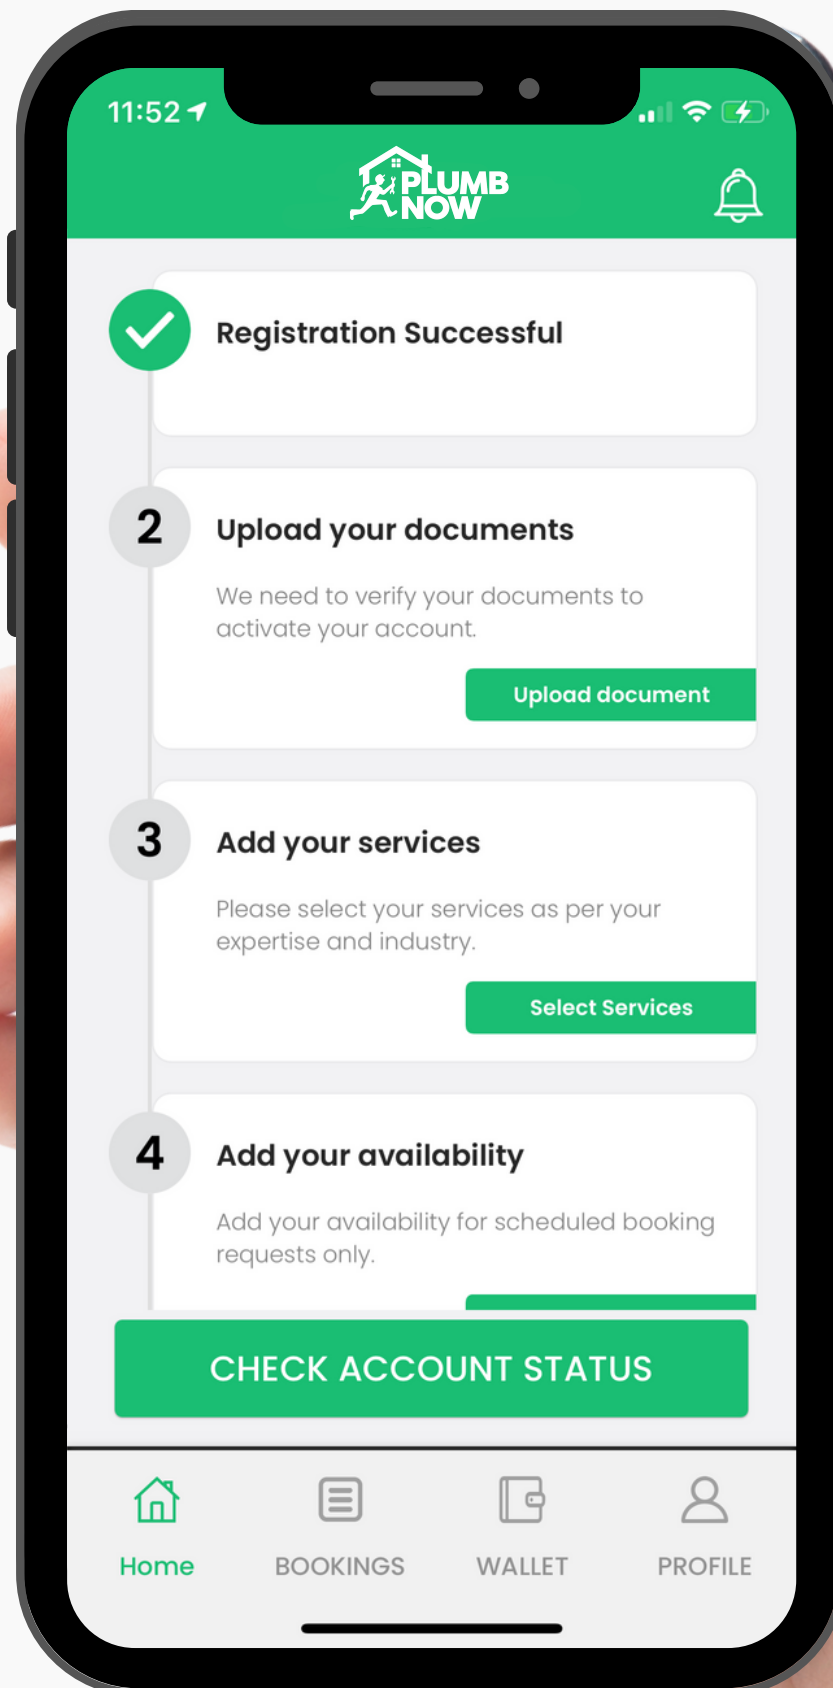 11:52
PLUMB
NOW
Registration Successful
2
Upload your documents
We need to verify your documents to
activate your account.
Upload document
3
Add your services
Please select your services as per your
expertise and industry.
Select Services
4
Add your availability
Add your availability for scheduled booking
requests only.
CHECK ACCOUNT STATUS
Home
BOOKINGS
WALLET
PROFILE